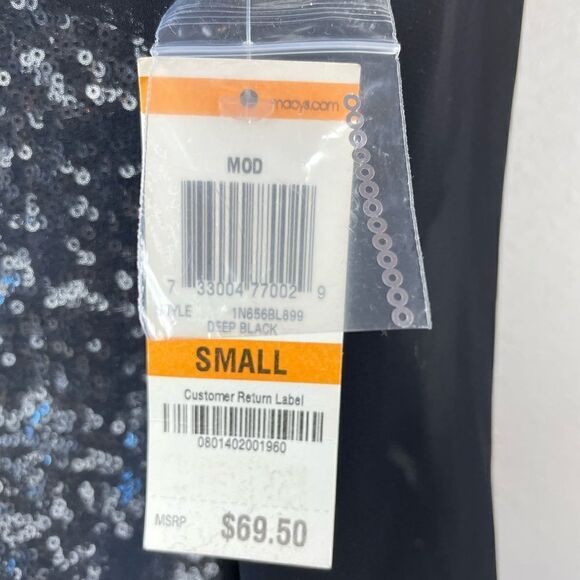 macys.com
MOD
7 33004 77002 9
STYLE 1N656BL899
DEEP BLACK
SMALL
Customer Return Label
0801402001960
MSRP $69.50